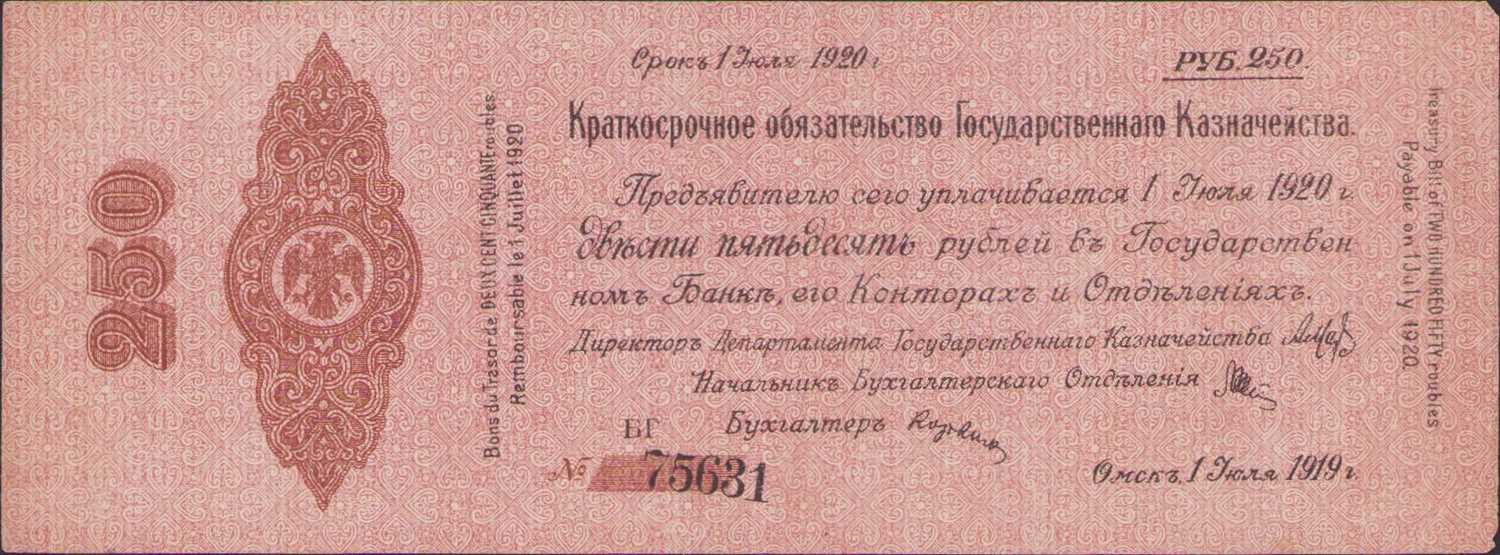 250
Bons du Trasor de DEUX CENT CINQUANTE roubles
Remboursable le 1 Juillet 1920
Срокъ 1 Іюля 1920 г
РУБ. 250.
Краткосрочное обязательство Государственнаго Казначейства.
Предъявителю сего уплачивается 1 Іюля 1920 г.
двѣсти пятьдесятъ рублей въ Государствен
номъ Банкѣ, его Конторахъ и Отдѣленіяхъ.
Директоръ Департамента Государственнаго Казначейства
Начальникъ Бухгалтерскаго Отдѣленія
Бухгалтеръ
БГ
№ 75631
Омскъ, 1 Іюля 1919 г.
Treasury Bit of TWO HUNDRED FIFTY roubles
Payable on 1 July 1920